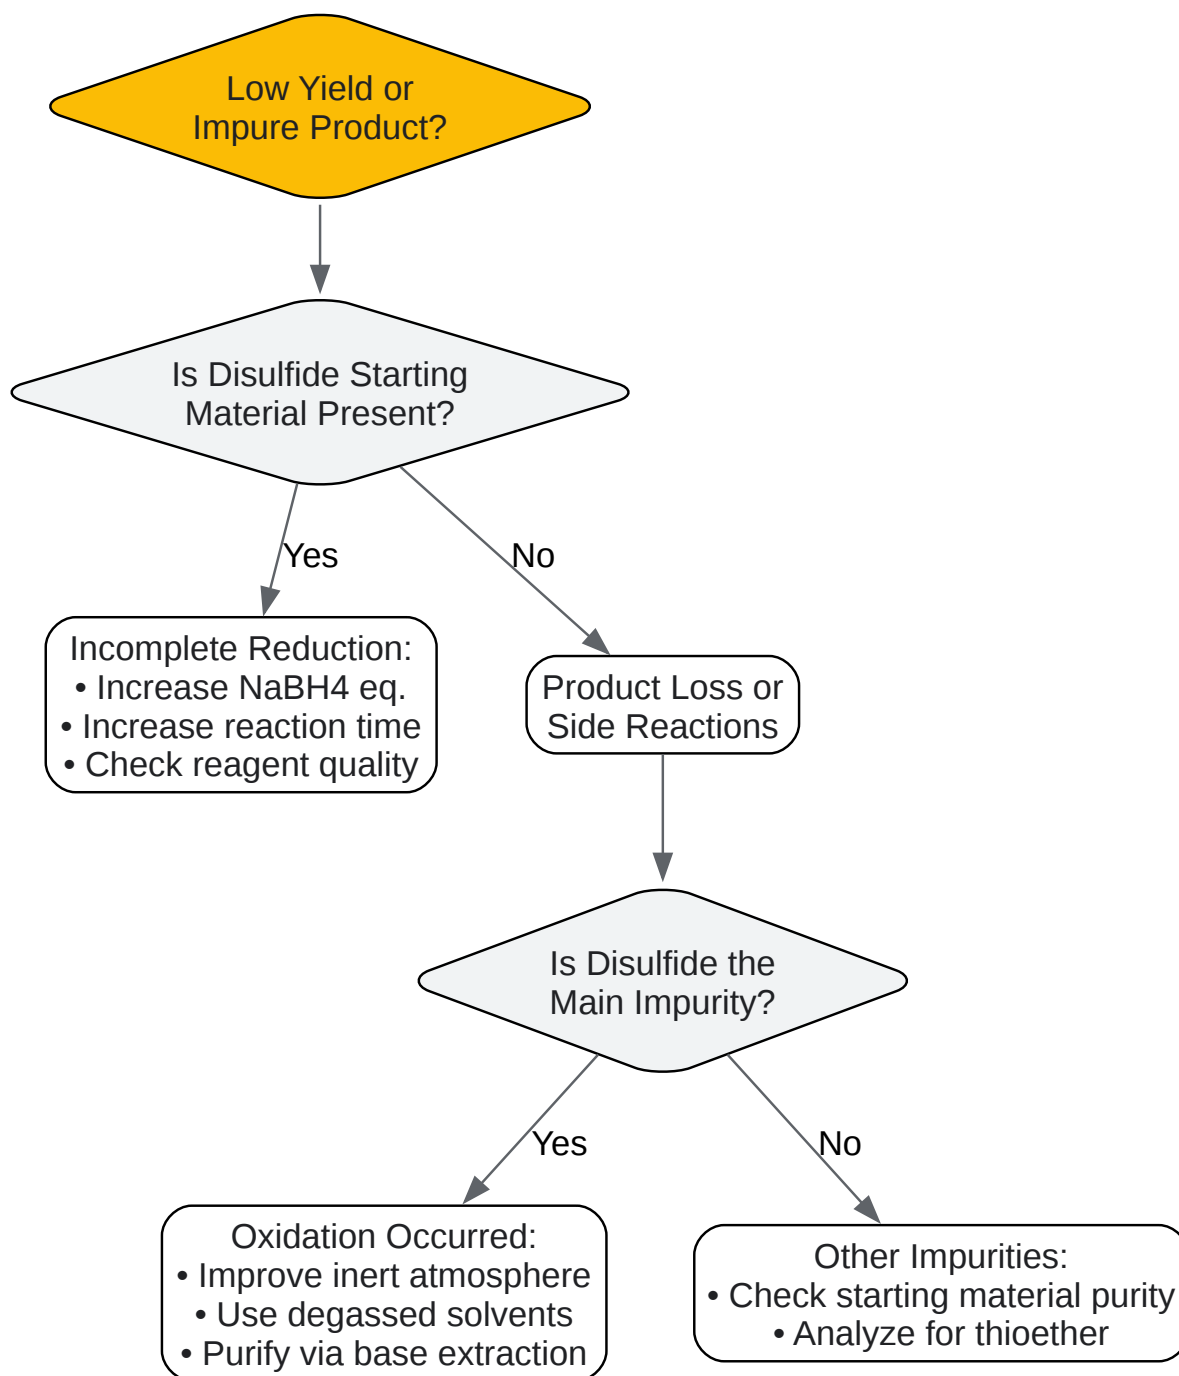 Low Yield or
Impure Product?
Is Disulfide Starting
Material Present?
Yes
No
Incomplete Reduction:
• Increase NaBH4 eq.
• Increase reaction time
• Check reagent quality
Product Loss or
Side Reactions
Is Disulfide the
Main Impurity?
Yes
No
Oxidation Occurred:
• Improve inert atmosphere
• Use degassed solvents
• Purify via base extraction
Other Impurities:
• Check starting material purity
• Analyze for thioether